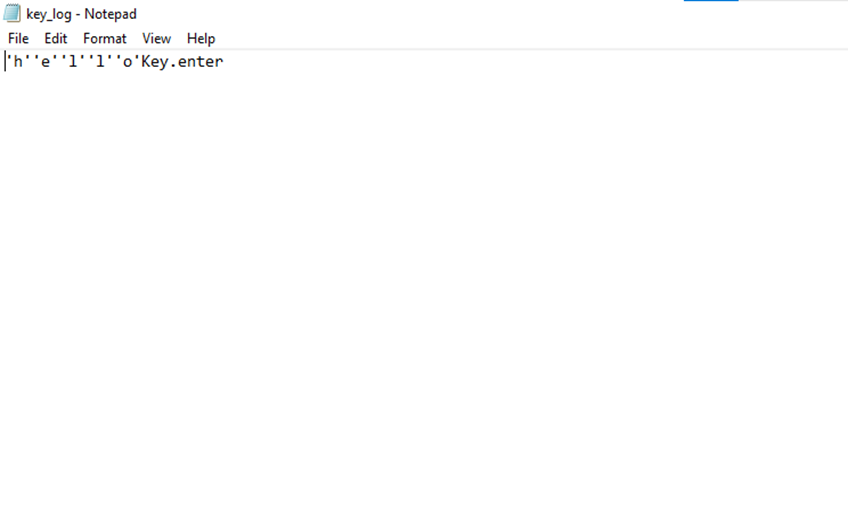 key_log - Notepad
File Edit Format View Help
'h''e''l''l''o'Key.enter